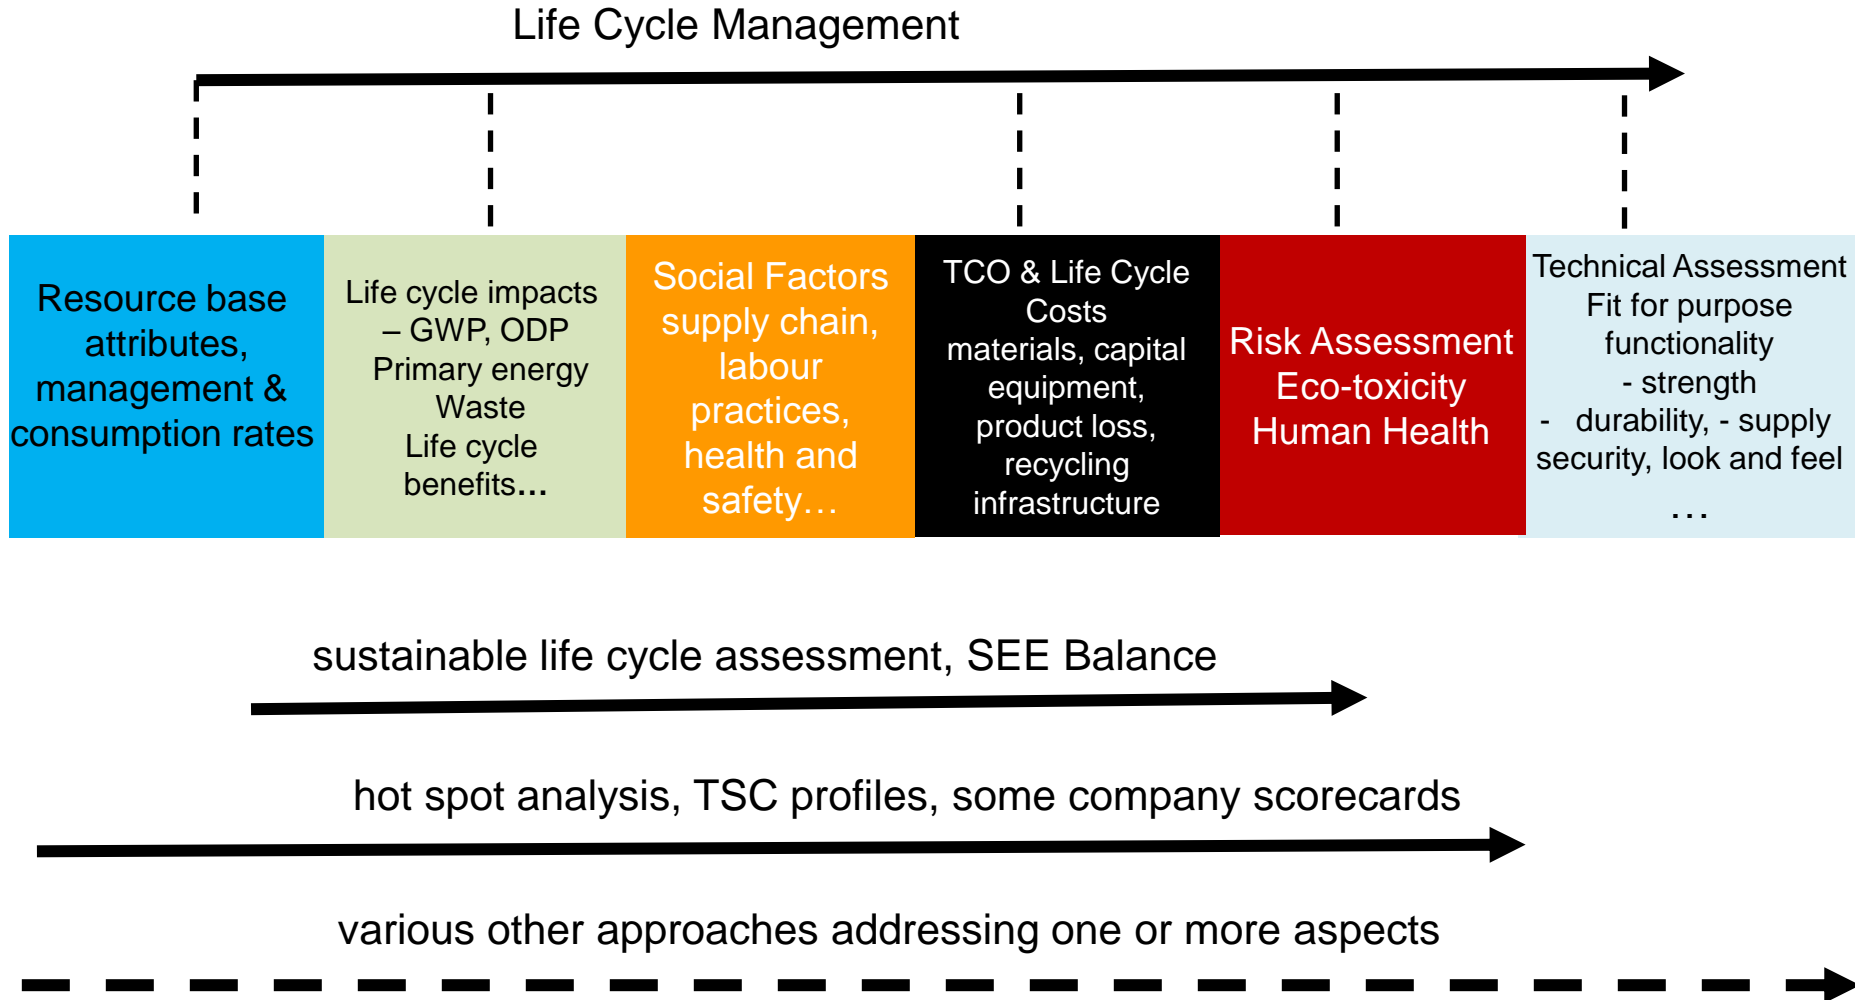 Life Cycle Management
Resource base
attributes,
management &
consumption rates
Life cycle impacts
– GWP, ODP
Primary energy
Waste
Life cycle
benefits…
Social Factors
supply chain,
labour
practices,
health and
safety…
TCO & Life Cycle
Costs
materials, capital
equipment,
product loss,
recycling
infrastructure
Risk Assessment
Eco-toxicity
Human Health
Technical Assessment
Fit for purpose
functionality
- strength
- durability, - supply
security, look and feel
…
sustainable life cycle assessment, SEE Balance
hot spot analysis, TSC profiles, some company scorecards
various other approaches addressing one or more aspects